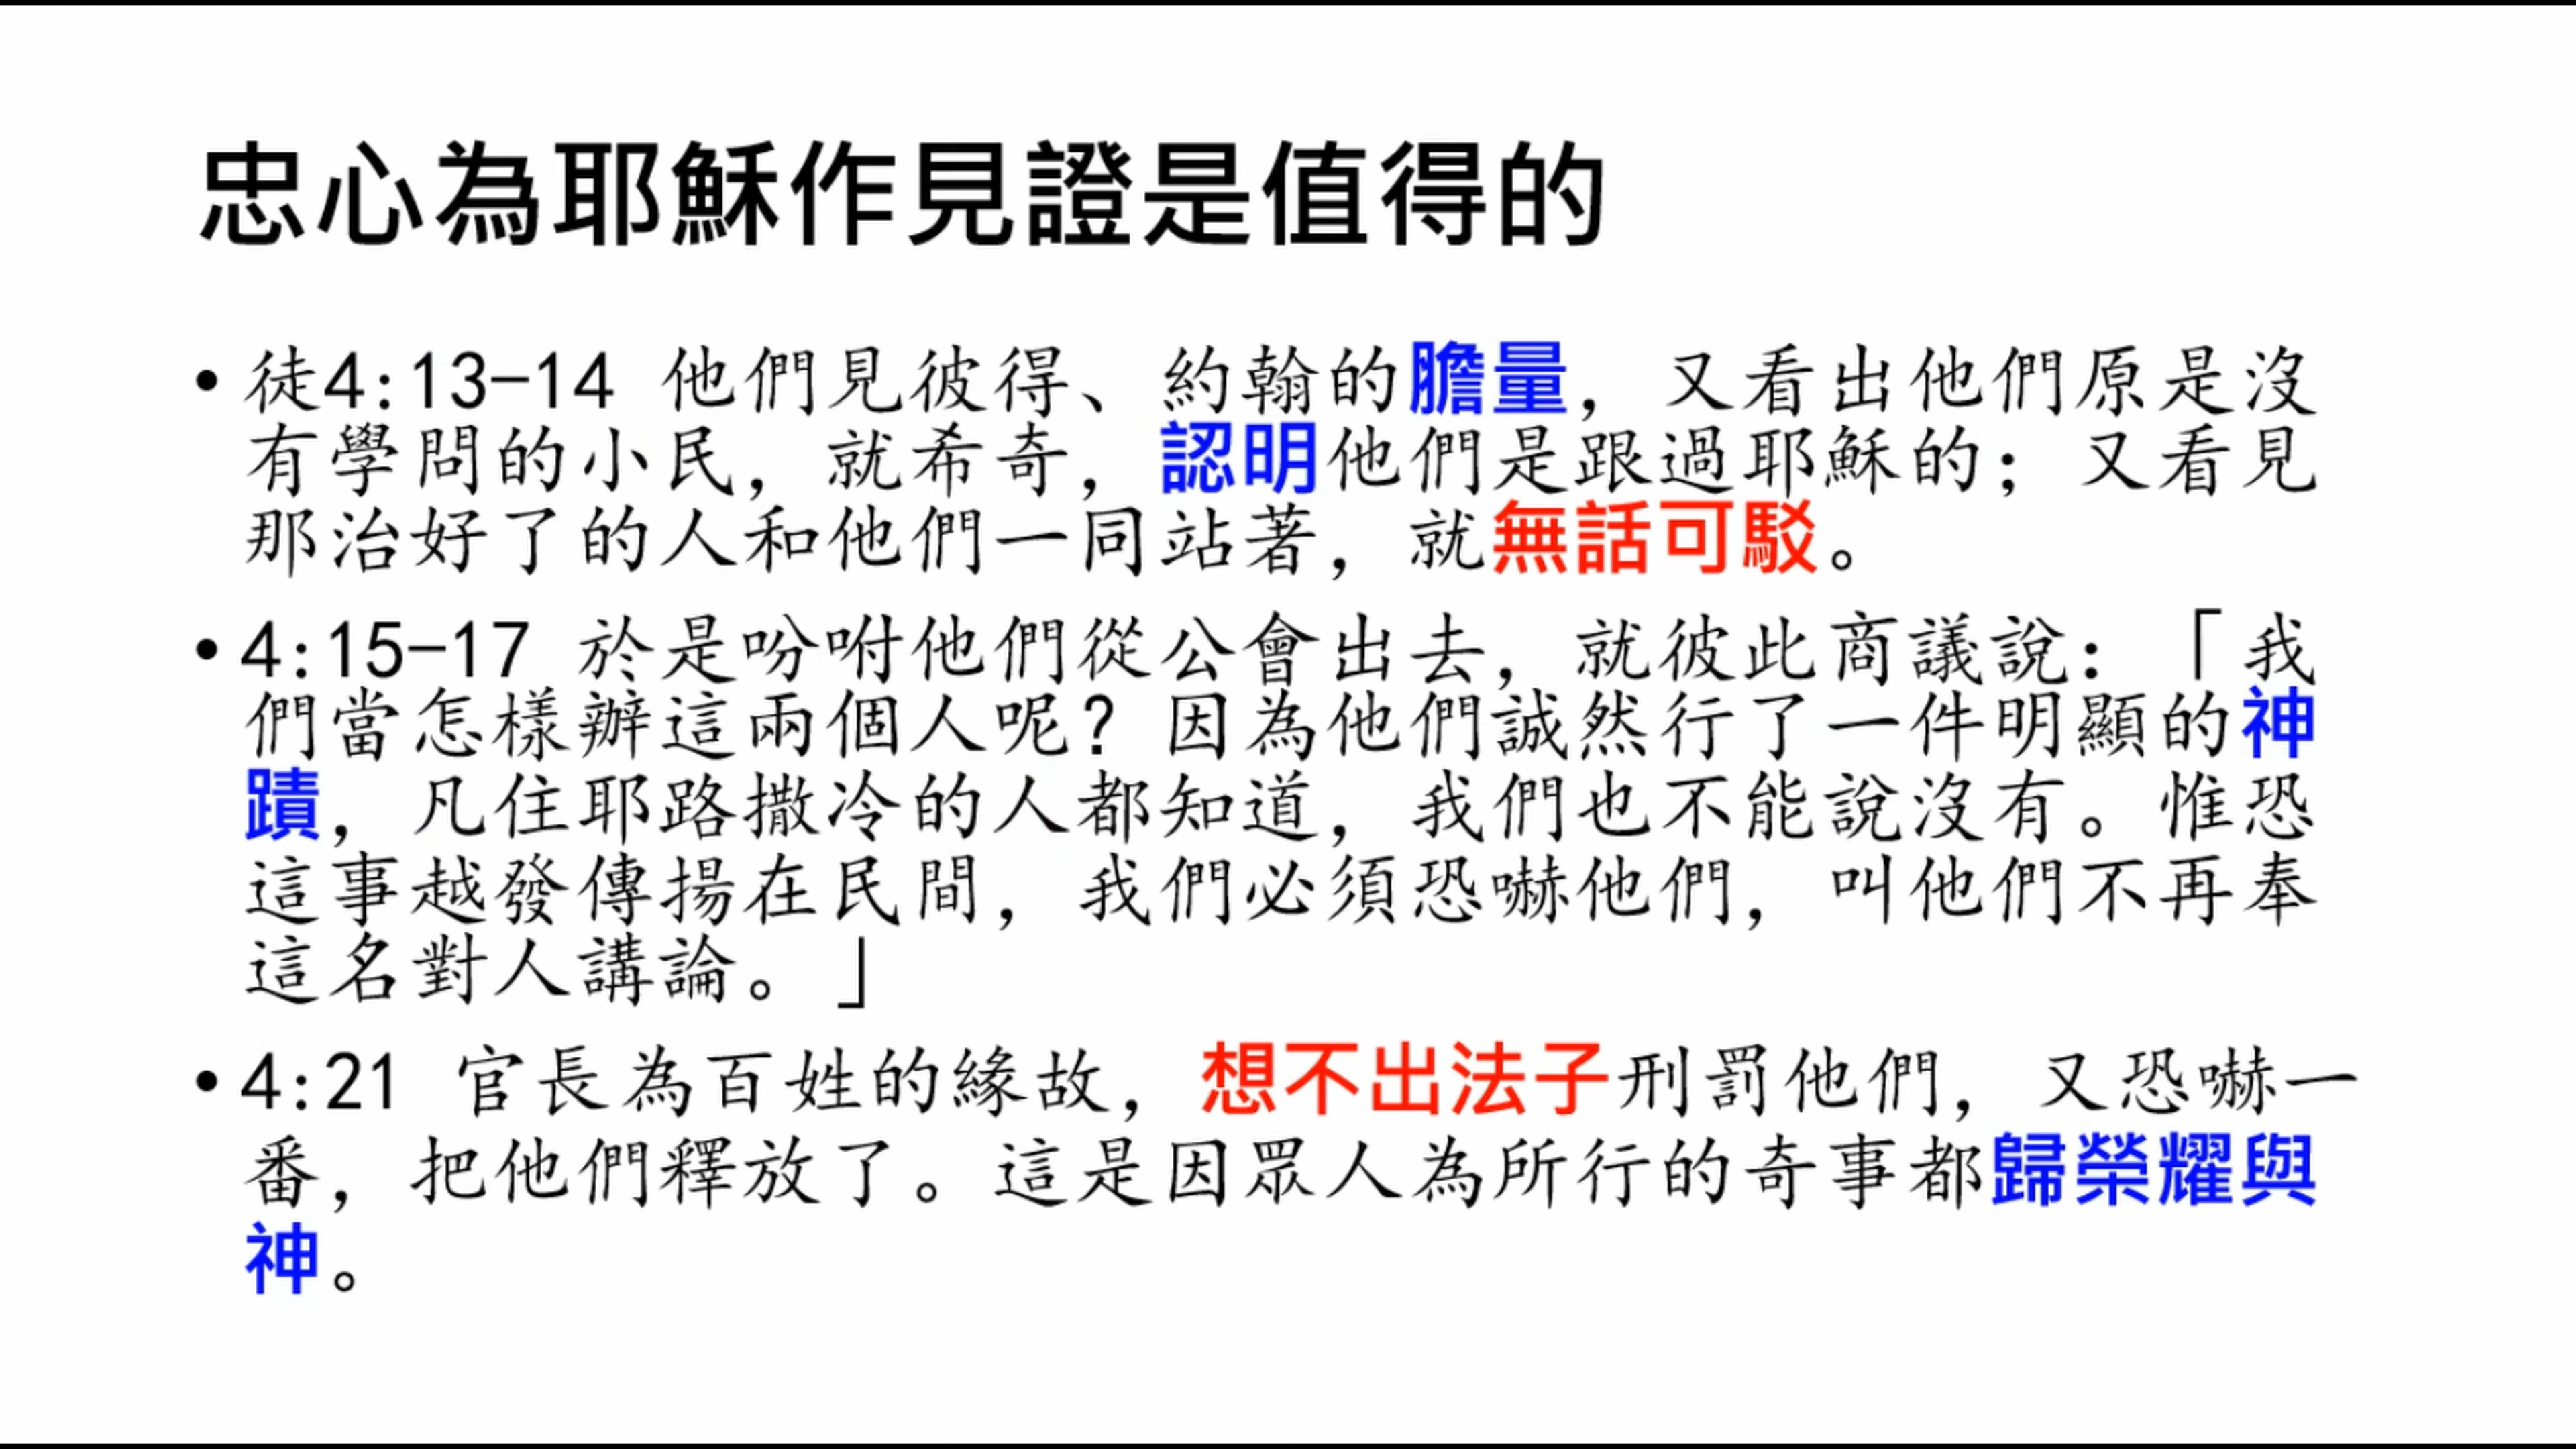 忠心為耶穌作見證是值得的
• 徒4:13-14 他們見彼得、約翰的膽量，又看出他們原是沒
有學問的小民，就希奇，認明他們是跟過耶穌的；又看見
那治好了的人和他們一同站著，就無話可駁。
• 4:15-17 於是吩咐他們從公會出去，就彼此商議說：「我
們當怎樣辦這兩個人呢？因為他們誠然行了一件明顯的神
蹟，凡住耶路撒冷的人都知道，我們也不能說沒有。惟恐
這事越發傳揚在民間，我們必須恐嚇他們，叫他們不再奉
這名對人講論。」
• 4:21 官長為百姓的緣故，想不出法子刑罰他們，又恐嚇一
番，把他們釋放了。這是因眾人為所行的奇事都歸榮耀與
神。